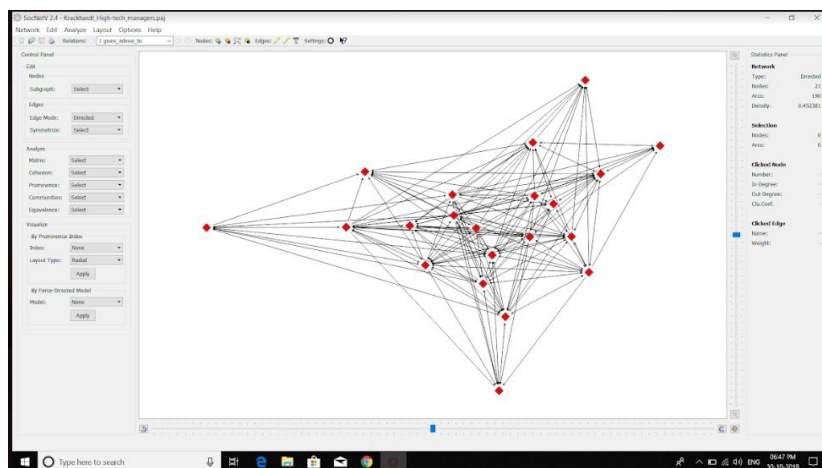 SocNetV 2.4 - Krackhardt_High-tech_managers.paj
Network Edit Analyze Layout Options Help
Relations: 1 gives_advice_to Nodes: Edges: Settings:
Control Panel
Edit
Nodes
Subgraph: Select
Edges
Edge Mode: Directed
Symmetrize: Select
Analyze
Matrix: Select
Cohesion: Select
Prominence: Select
Communities: Select
Equivalence: Select
Visualize
By Prominence Index
Index: None
Layout Type: Radial
Apply
By Force-Directed Model
Model: None
Apply
Statistics Panel
Network
Type: Directed
Nodes: 21
Arcs: 190
Density: 0.452381
Selection
Nodes: 0
Arcs: 0
Clicked Node
Number: -
In-Degree: -
Out-Degree: -
Clu.Coef. -
Clicked Edge
Name: -
Weight: -
Type here to search
ENG
06:47 PM
30-10-2018